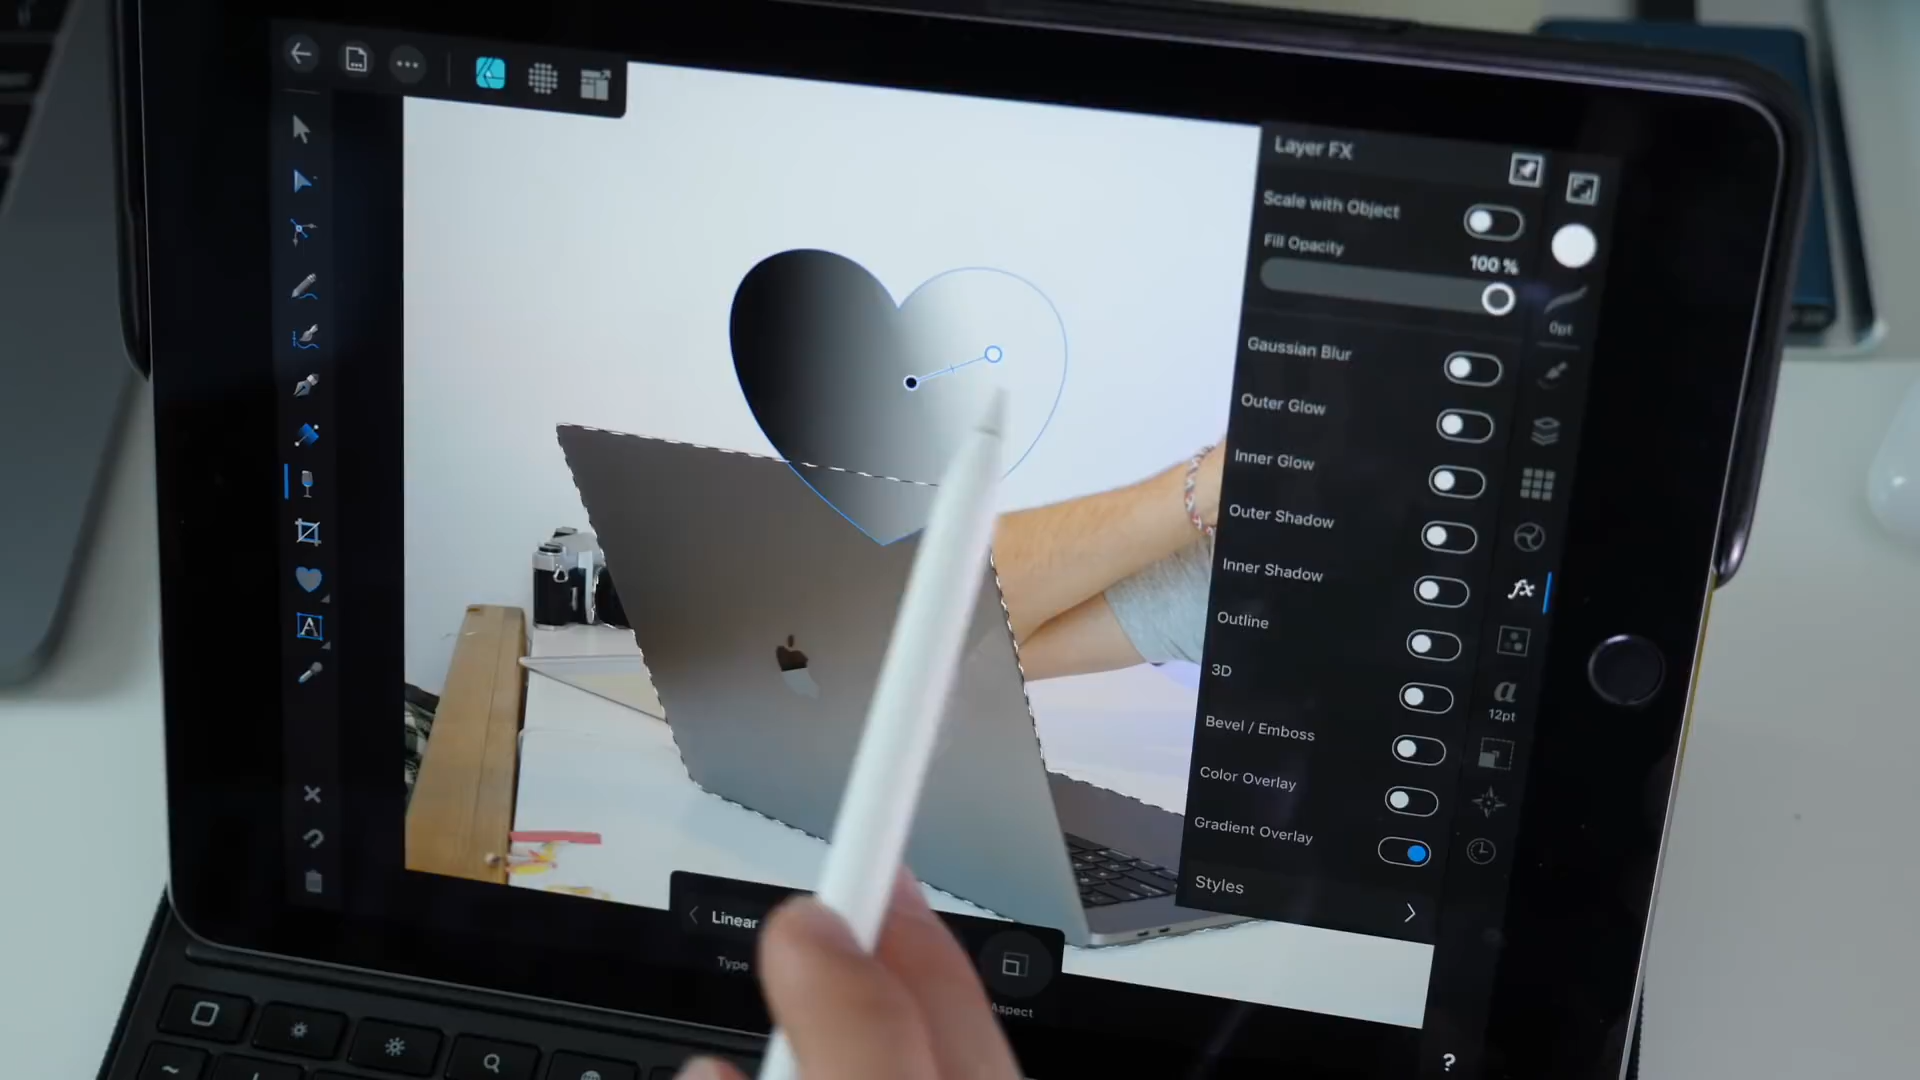 Layer FX
Scale with Object
Fill Opacity
100 %
0pt
Gaussian Blur
Outer Glow
Inner Glow
Outer Shadow
Inner Shadow
Outline
3D
Bevel / Emboss
Color Overlay
Gradient Overlay
Styles
fx
A
a
12pt
Linear
Type
Aspect
?
~